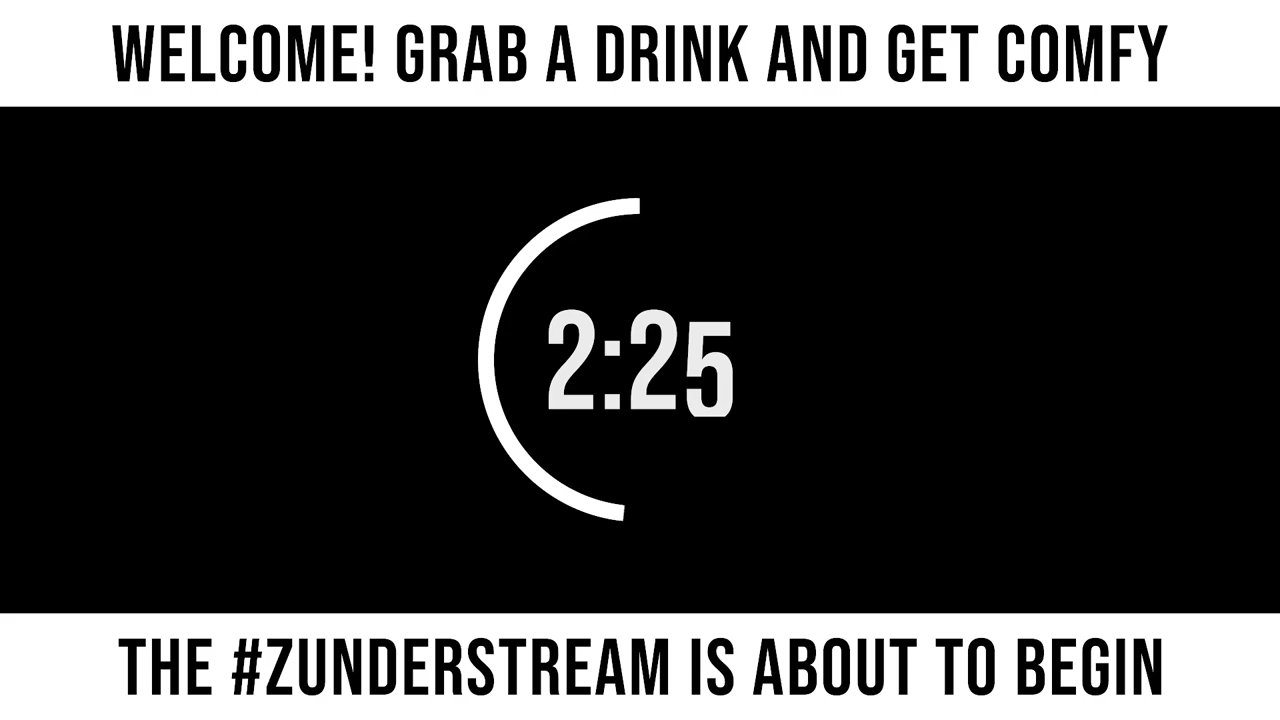 WELCOME! GRAB A DRINK AND GET COMFY
2:25
THE #ZUNDERSTREAM IS ABOUT TO BEGIN